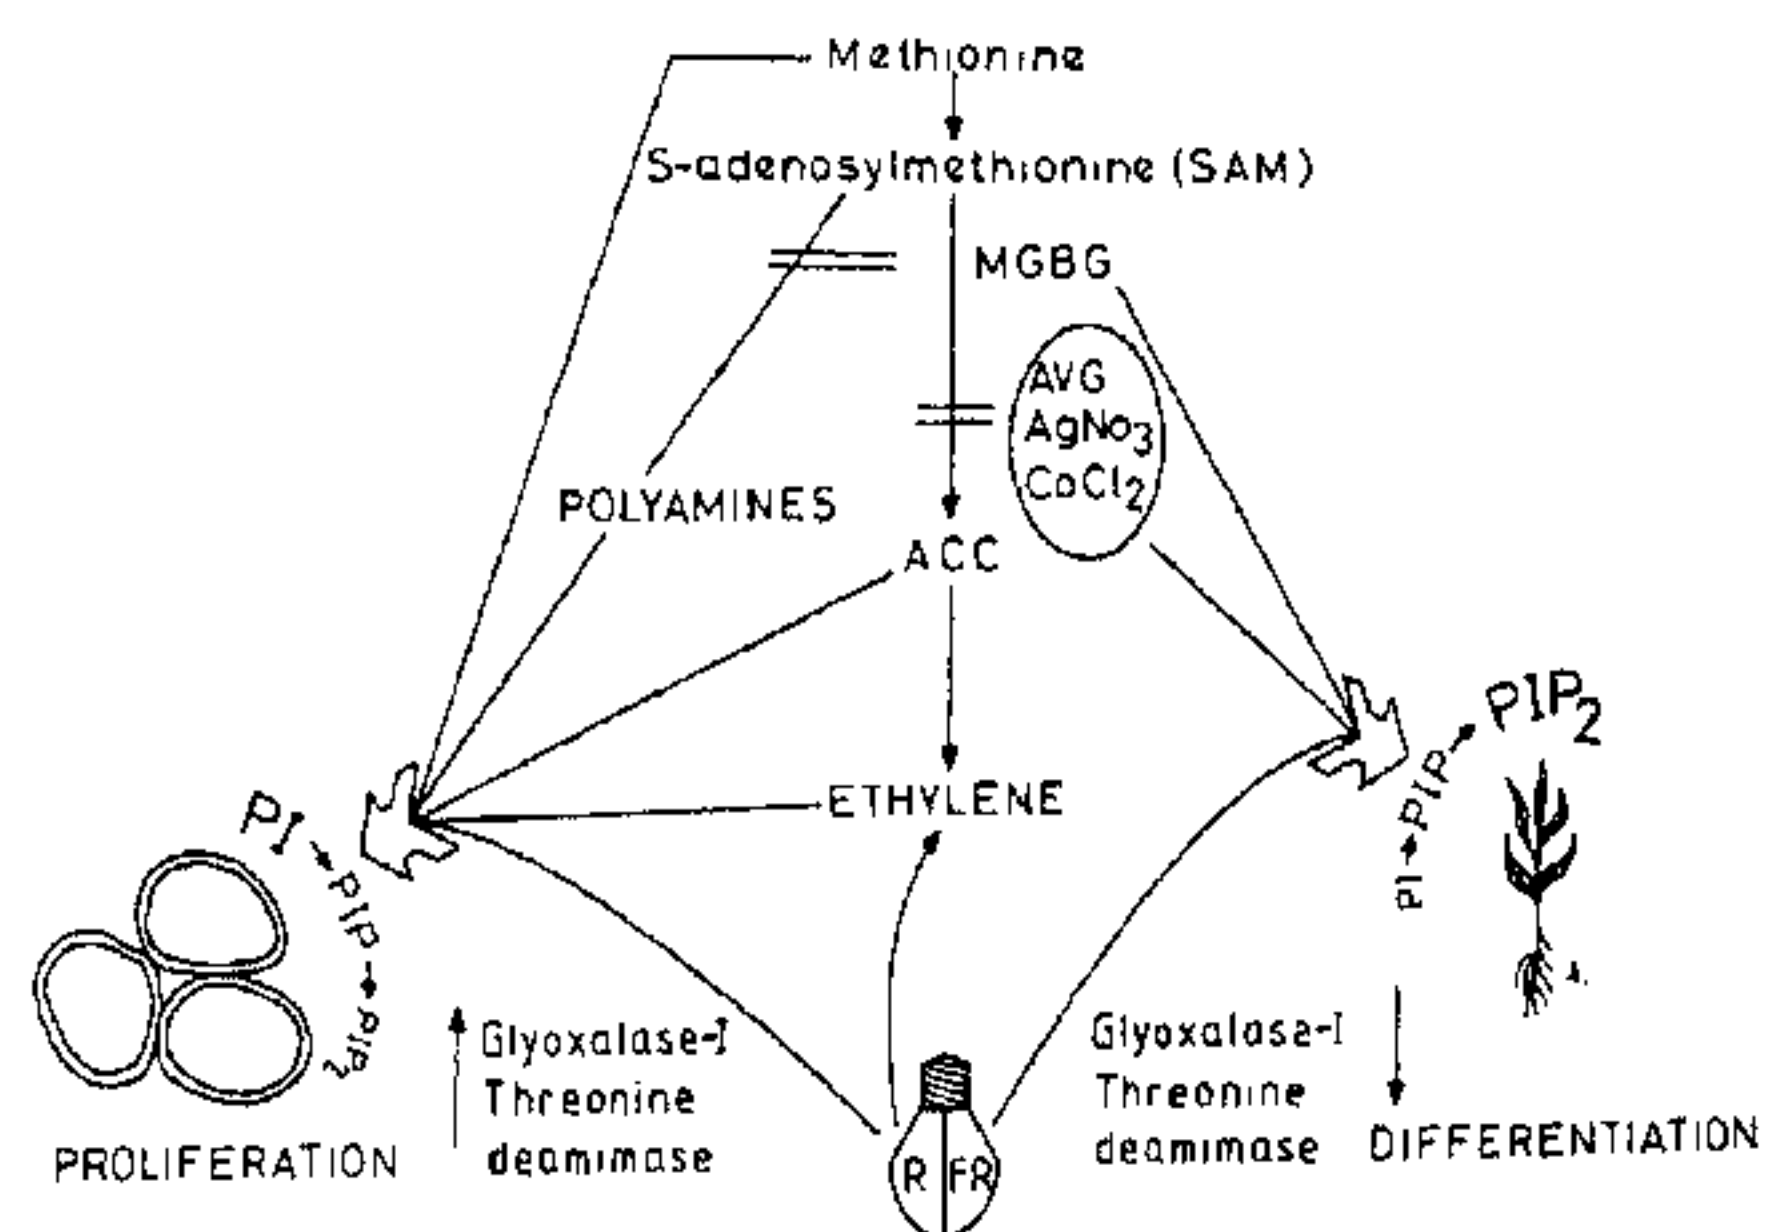 Methionine
S-adenosylmethionine (SAM)
MGBG
AVG
AgNo3
CoCl2
POLYAMINES
ACC
ETHYLENE
PI
PIP
PIP2
PROLIFERATION
Glyoxalase-I
Threonine
deamimase
R FR
Glyoxalase-I
Threonine
deamimase
PI
PIP
PIP2
DIFFERENTIATION